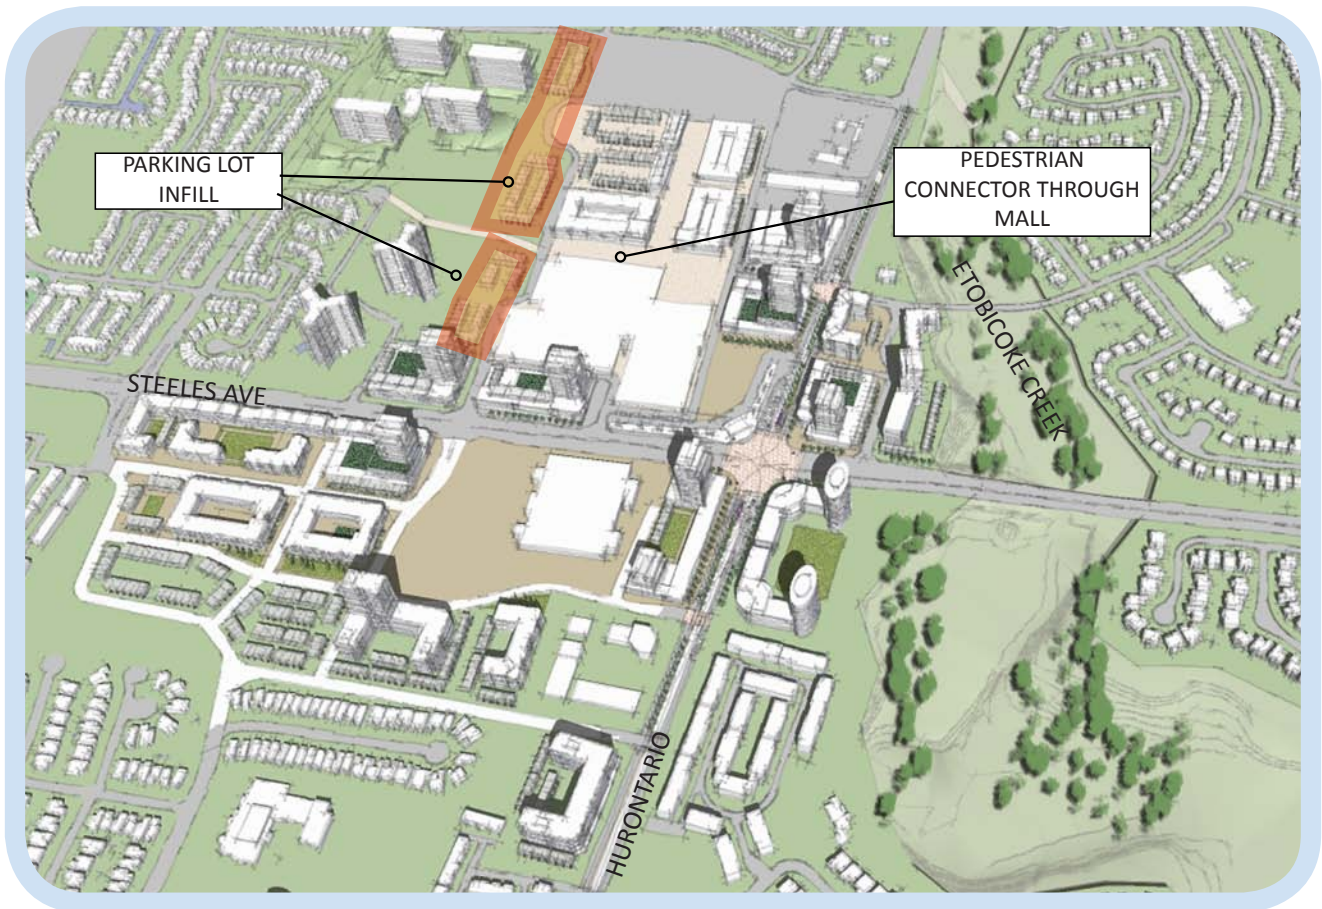 PARKING LOT
INFILL
PEDESTRIAN
CONNECTOR THROUGH
MALL
ETOBICOKE CREEK
STEELES AVE
HURONTARIO